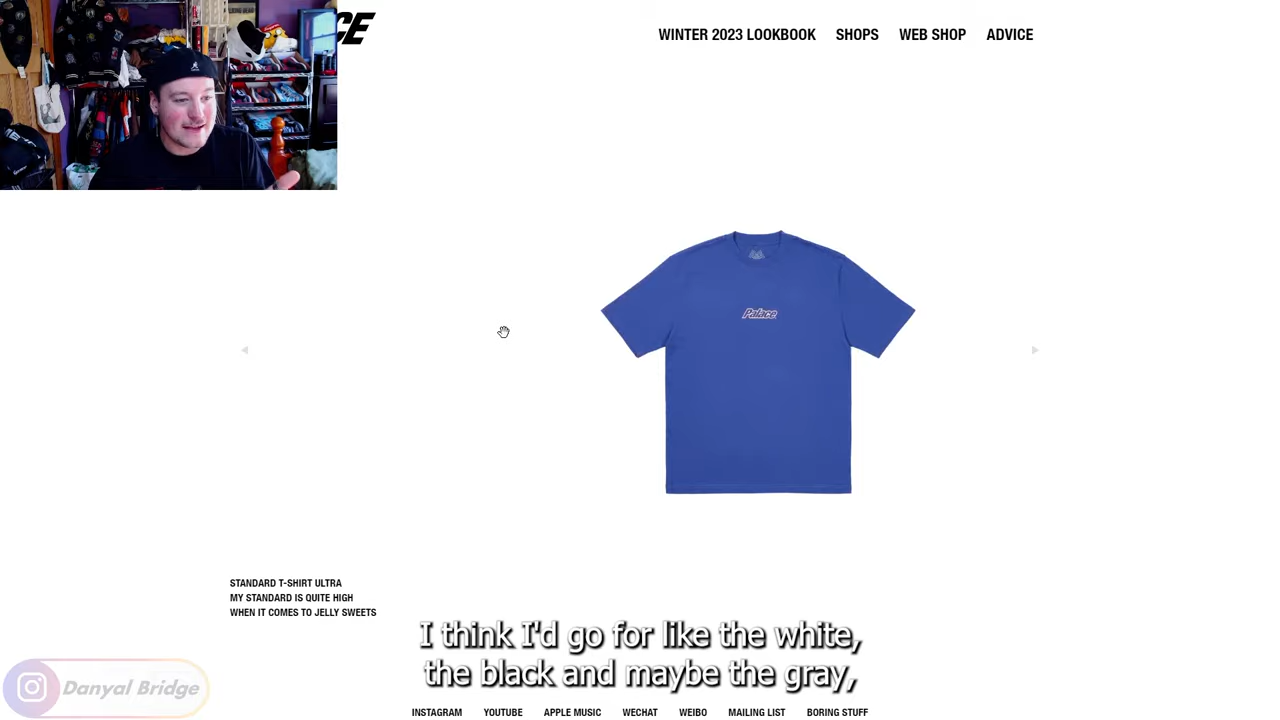 WINTER 2023 LOOKBOOK SHOPS WEB SHOP ADVICE
Palace
STANDARD T-SHIRT ULTRA
MY STANDARD IS QUITE HIGH
WHEN IT COMES TO JELLY SWEETS
I think I'd go for like the white,
the black and maybe the gray,
Danyal Bridge
INSTAGRAM YOUTUBE APPLE MUSIC WECHAT WEIBO MAILING LIST BORING STUFF